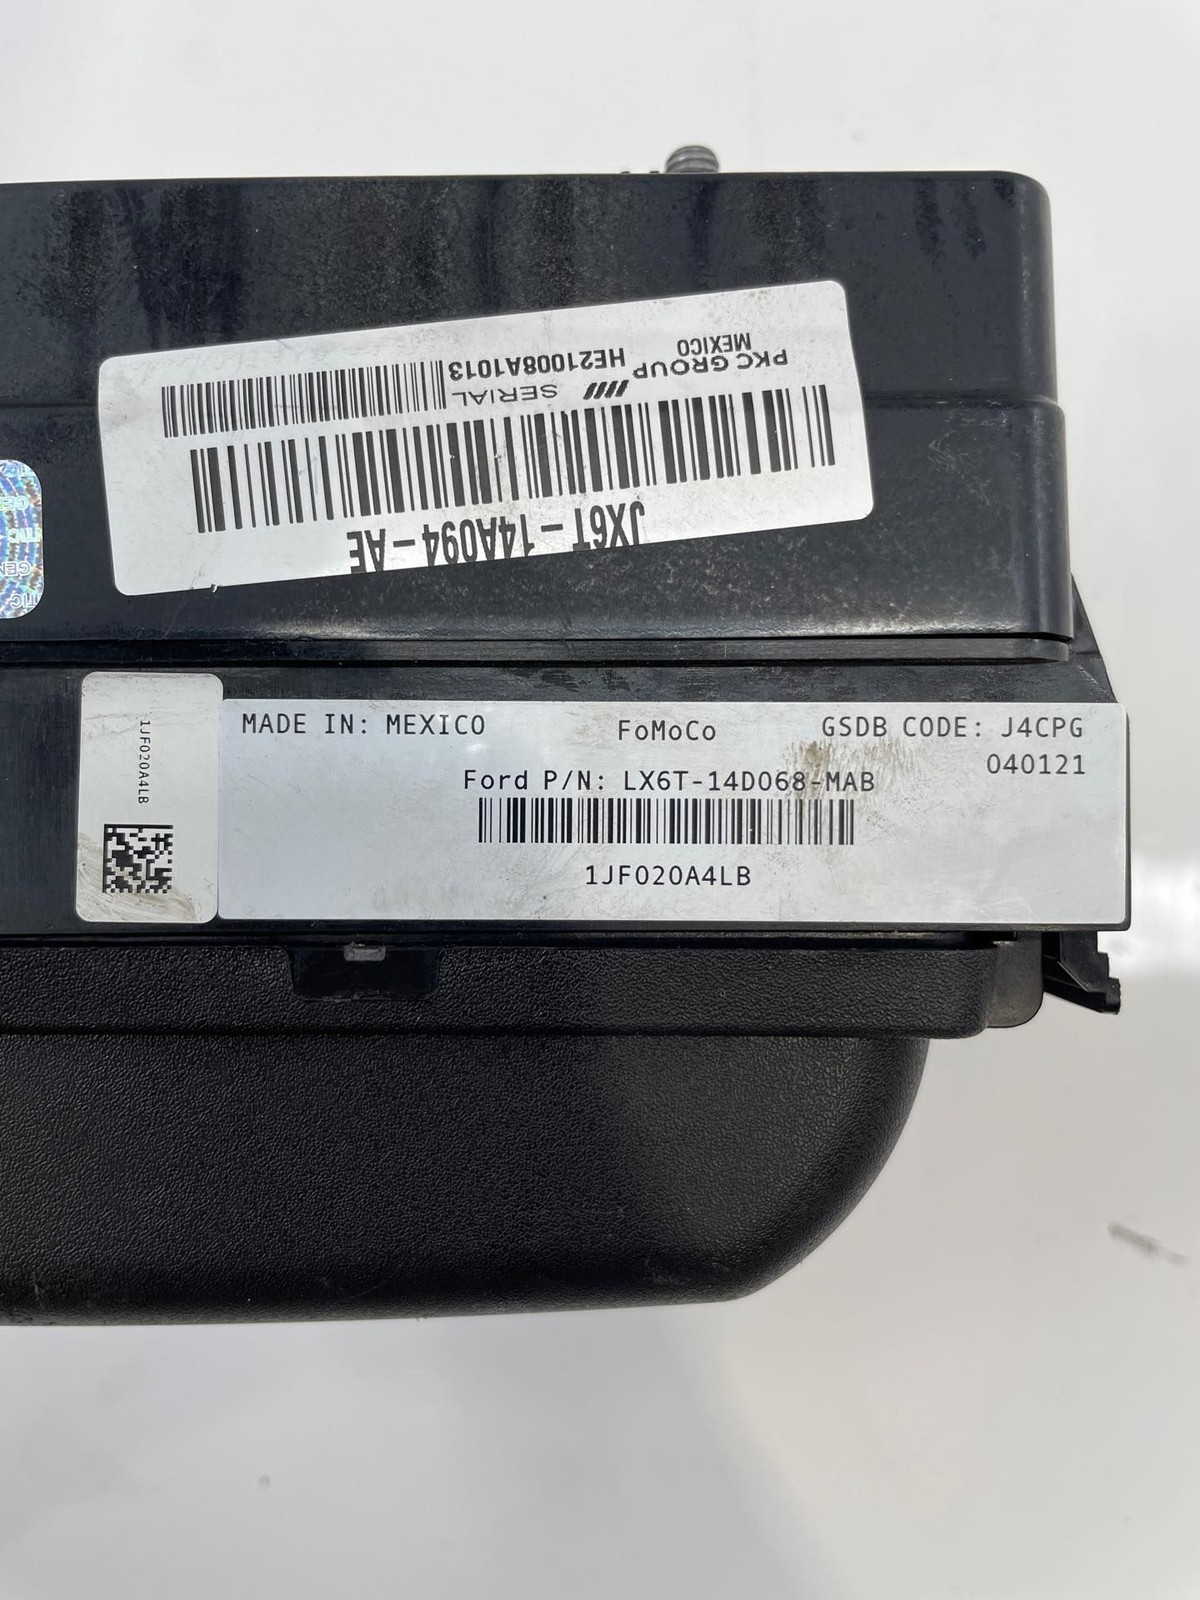 PKC GROUP
MEXICO
SERIAL
HE21008A1013
JX6T-14A094-AE
1JF020A4LB
MADE IN: MEXICO
FoMoCo
GSDB CODE: J4CPG
040121
Ford P/N: LX6T-14D068-MAB
1JF020A4LB